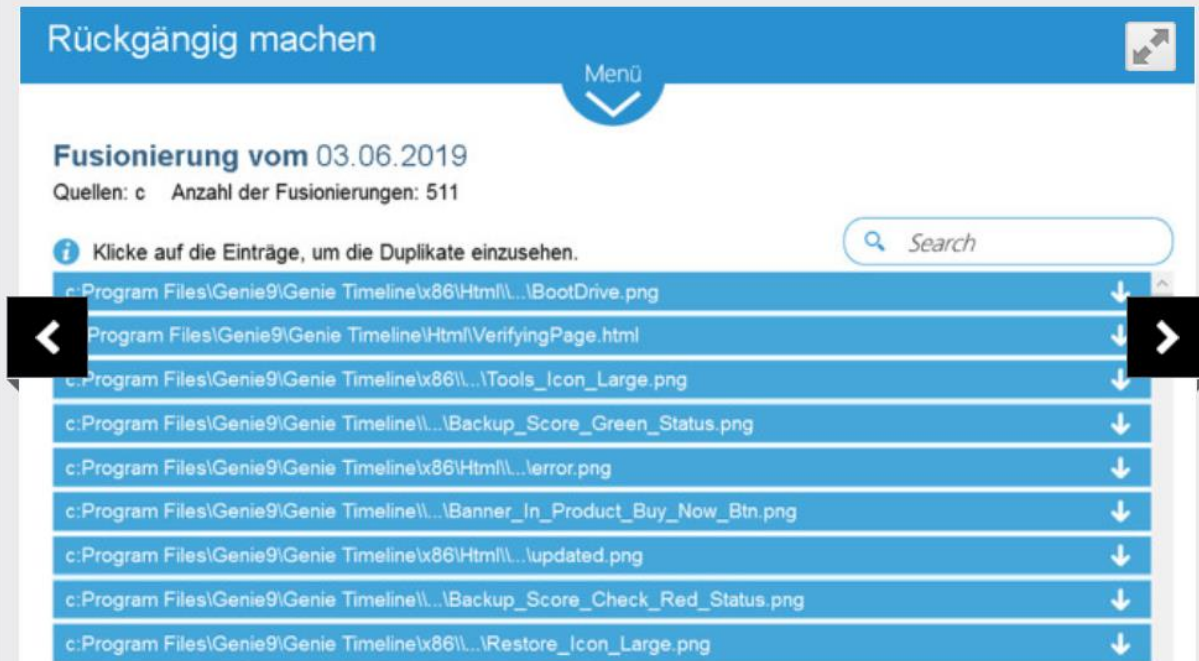 Rückgängig machen
Menü
Fusionierung vom 03.06.2019
Quellen: c Anzahl der Fusionierungen: 511
Search
Klicke auf die Einträge, um die Duplikate einzusehen.
c:Program Files\Genie9\Genie Timeline\x86\Html\\...\BootDrive.png
Program Files\Genie9\Genie Timeline\Html\VerifyingPage.html
c:Program Files\Genie9\Genie Timeline\x86\\...\Tools_Icon_Large.png
c:Program Files\Genie9\Genie Timeline\\...\Backup_Score_Green_Status.png
c:Program Files\Genie9\Genie Timeline\x86\Html\\...\error.png
c:Program Files\Genie9\Genie Timeline\\...\Banner_In_Product_Buy_Now_Btn.png
c:Program Files\Genie9\Genie Timeline\x86\Html\\...\updated.png
c:Program Files\Genie9\Genie Timeline\\...\Backup_Score_Check_Red_Status.png
c:Program Files\Genie9\Genie Timeline\x86\\...\Restore_Icon_Large.png